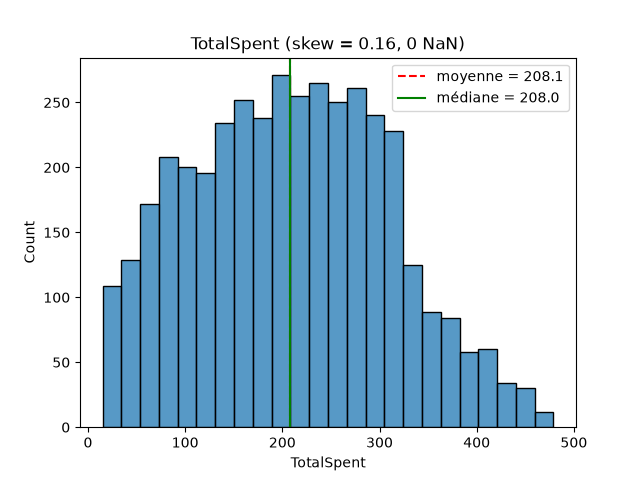 TotalSpent (skew = 0.16, 0 NaN)
moyenne = 208.1
médiane = 208.0
Count
250
200
150
100
50
0
0 100 200 300 400 500
TotalSpent